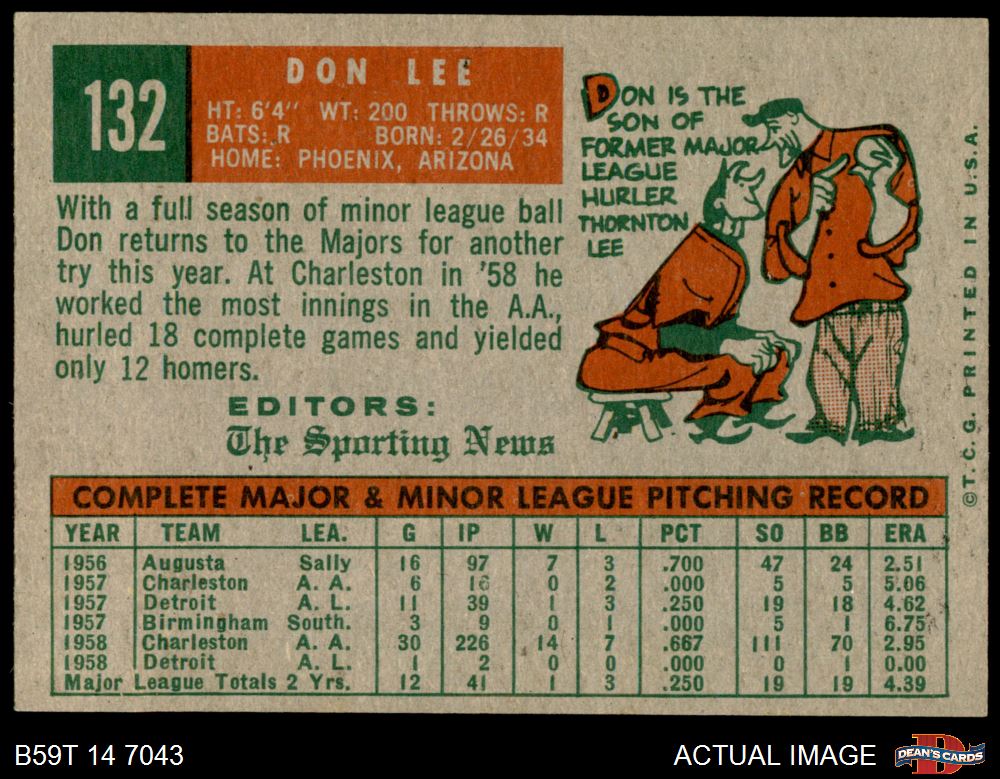 132
DON LEE
HT: 6'4" WT: 200 THROWS: R
BATS: R BORN: 2/26/34
HOME: PHOENIX, ARIZONA
With a full season of minor league ball
Don returns to the Majors for another
try this year. At Charleston in '58 he
worked the most innings in the A.A.,
hurled 18 complete games and yielded
only 12 homers.
EDITORS:
The Sporting News
DON IS THE
SON OF
FORMER MAJOR
LEAGUE
HURLER
THORNTON
LEE
© T. C. G. PRINTED IN U.S.A.
COMPLETE MAJOR & MINOR LEAGUE PITCHING RECORD
YEAR TEAM LEA. G IP W L PCT SO BB ERA
1956 Augusta Sally 16 97 7 3 .700 47 24 2.51
1957 Charleston A. A. 6 16 0 2 .000 5 5 5.06
1957 Detroit A. L. 11 39 1 3 .250 19 18 4.62
1957 Birmingham South. 3 9 0 1 .000 5 1 6.75
1958 Charleston A. A. 30 226 14 7 .667 111 70 2.95
1958 Detroit A. L. 1 2 0 0 .000 0 1 0.00
Major League Totals 2 Yrs. 12 41 1 3 .250 19 19 4.39
B59T 14 7043
ACTUAL IMAGE
D
DEAN'S CARDS